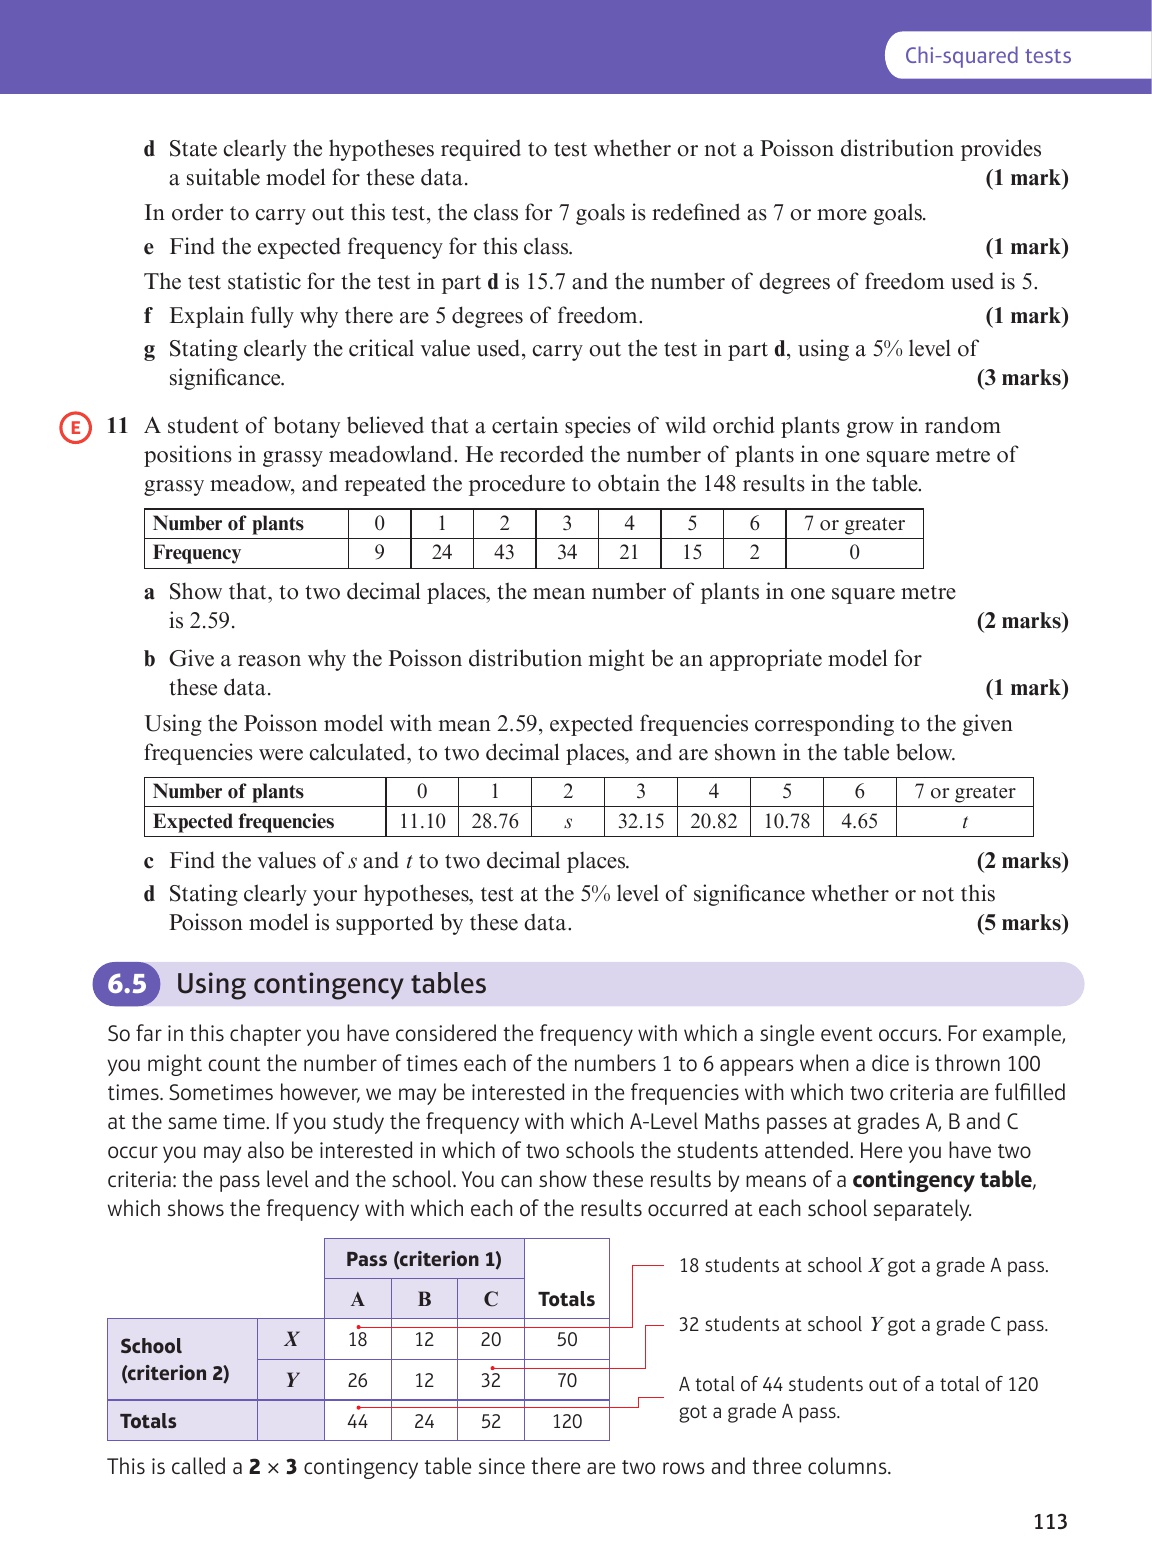 Chi-squared tests
d State clearly the hypotheses required to test whether or not a Poisson distribution provides
a suitable model for these data. (1 mark)
In order to carry out this test, the class for 7 goals is redefined as 7 or more goals.
e Find the expected frequency for this class. (1 mark)
The test statistic for the test in part d is 15.7 and the number of degrees of freedom used is 5.
f Explain fully why there are 5 degrees of freedom. (1 mark)
g Stating clearly the critical value used, carry out the test in part d, using a 5% level of
significance. (3 marks)
E 11 A student of botany believed that a certain species of wild orchid plants grow in random
positions in grassy meadowland. He recorded the number of plants in one square metre of
grassy meadow, and repeated the procedure to obtain the 148 results in the table.
Number of plants 0 1 2 3 4 5 6 7 or greater
Frequency 9 24 43 34 21 15 2 0
a Show that, to two decimal places, the mean number of plants in one square metre
is 2.59. (2 marks)
b Give a reason why the Poisson distribution might be an appropriate model for
these data. (1 mark)
Using the Poisson model with mean 2.59, expected frequencies corresponding to the given
frequencies were calculated, to two decimal places, and are shown in the table below.
Number of plants 0 1 2 3 4 5 6 7 or greater
Expected frequencies 11.10 28.76 s 32.15 20.82 10.78 4.65 t
c Find the values of s and t to two decimal places. (2 marks)
d Stating clearly your hypotheses, test at the 5% level of significance whether or not this
Poisson model is supported by these data. (5 marks)
6.5 Using contingency tables
So far in this chapter you have considered the frequency with which a single event occurs. For example,
you might count the number of times each of the numbers 1 to 6 appears when a dice is thrown 100
times. Sometimes however, we may be interested in the frequencies with which two criteria are fulfilled
at the same time. If you study the frequency with which A-Level Maths passes at grades A, B and C
occur you may also be interested in which of two schools the students attended. Here you have two
criteria: the pass level and the school. You can show these results by means of a contingency table,
which shows the frequency with which each of the results occurred at each school separately.
Pass (criterion 1)
A B C Totals
School (criterion 2)
X 18 12 20 50
Y 26 12 32 70
Totals 44 24 52 120
18 students at school X got a grade A pass.
32 students at school Y got a grade C pass.
A total of 44 students out of a total of 120
got a grade A pass.
This is called a 2 × 3 contingency table since there are two rows and three columns.
113